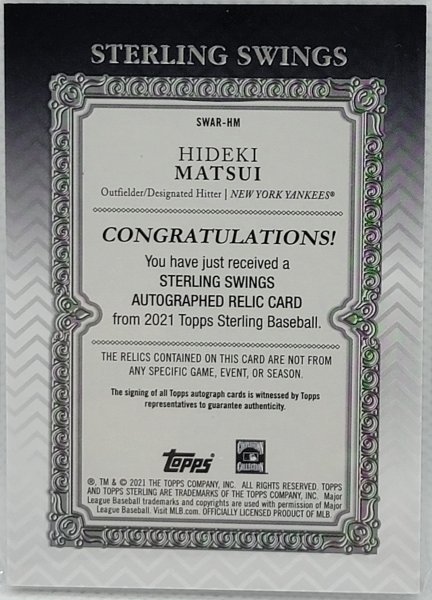 STERLING SWINGS
SWAR-HM
HIDEKI
MATSUI
Outfielder/Designated Hitter | NEW YORK YANKEES®
CONGRATULATIONS!
You have just received a
STERLING SWINGS
AUTOGRAPHED RELIC CARD
from 2021 Topps Sterling Baseball.
THE RELICS CONTAINED ON THIS CARD ARE NOT FROM
ANY SPECIFIC GAME, EVENT, OR SEASON.
The signing of all Topps autograph cards is witnessed by Topps
representatives to guarantee authenticity.
topps
COOPERSTOWN
COLLECTION
®, TM & © 2021 THE TOPPS COMPANY, INC. ALL RIGHTS RESERVED. TOPPS
AND TOPPS STERLING ARE TRADEMARKS OF THE TOPPS COMPANY, INC. Major
League Baseball trademarks and copyrights are used with permission of Major
League Baseball. Visit MLB.com. OFFICIALLY LICENSED PRODUCT OF MLB.